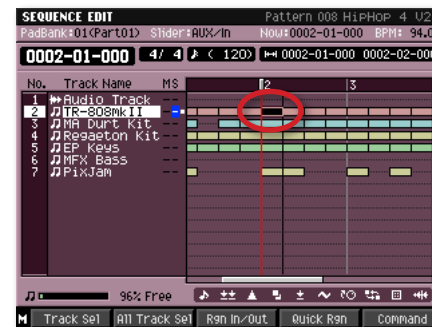 SEQUENCE EDIT Pattern 008 HipHop 4 V2
PadBank:01(Part01) Slider:AUX/In Now:0002-01-000 BPM: 94.0
0002-01-000 4/ 4 ( 120) 0002-01-000 0002-02-000
No. Track Name MS 2 3
1 Audio Track --
2 TR-808mkII
3 MA Durt Kit --
4 Regaeton Kit --
5 EP Keys --
6 MFX Bass --
7 PixJam --
96% Free
M Track Sel All Track Sel Rgn In/Out Quick Rgn Command